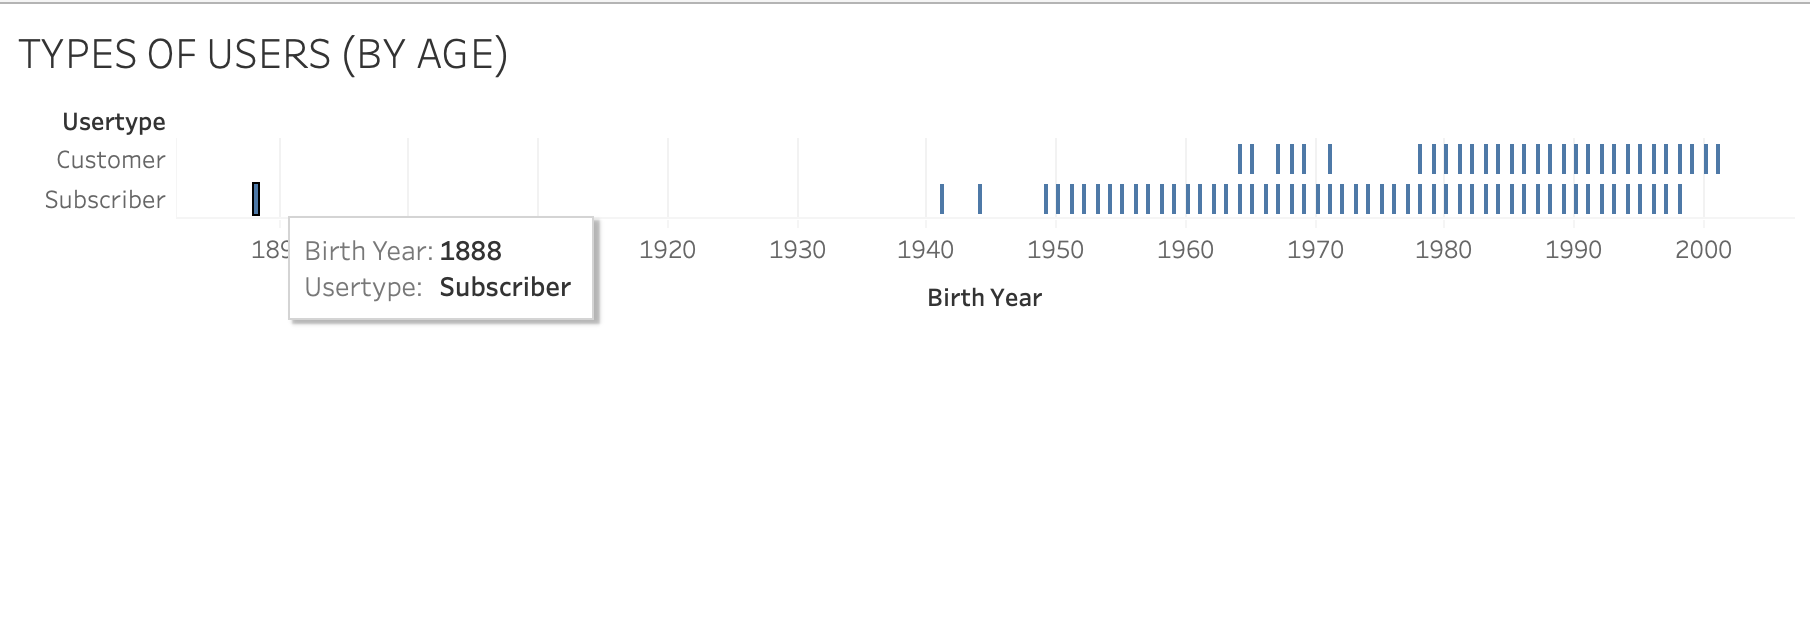 TYPES OF USERS (BY AGE)
Usertype
Customer
Subscriber
189
1920 1930 1940 1950 1960 1970 1980 1990 2000
Birth Year: 1888
Usertype: Subscriber
Birth Year